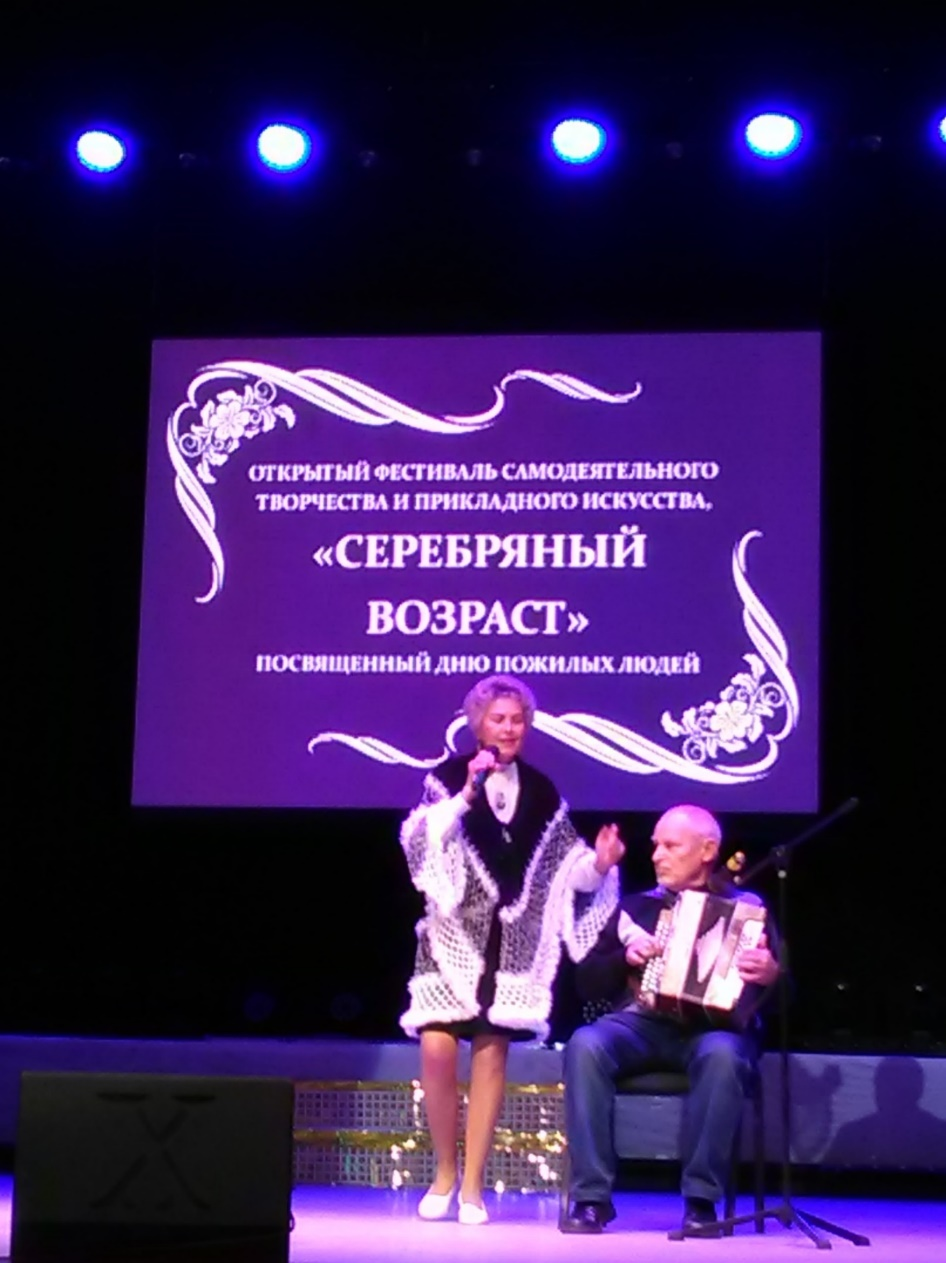 ОТКРЫТЫЙ ФЕСТИВАЛЬ САМОДЕЯТЕЛЬНОГО
ТВОРЧЕСТВА И ПРИКЛАДНОГО ИСКУССТВА,
«СЕРЕБРЯНЫЙ
ВОЗРАСТ»
ПОСВЯЩЕННЫЙ ДНЮ ПОЖИЛЫХ ЛЮДЕЙ